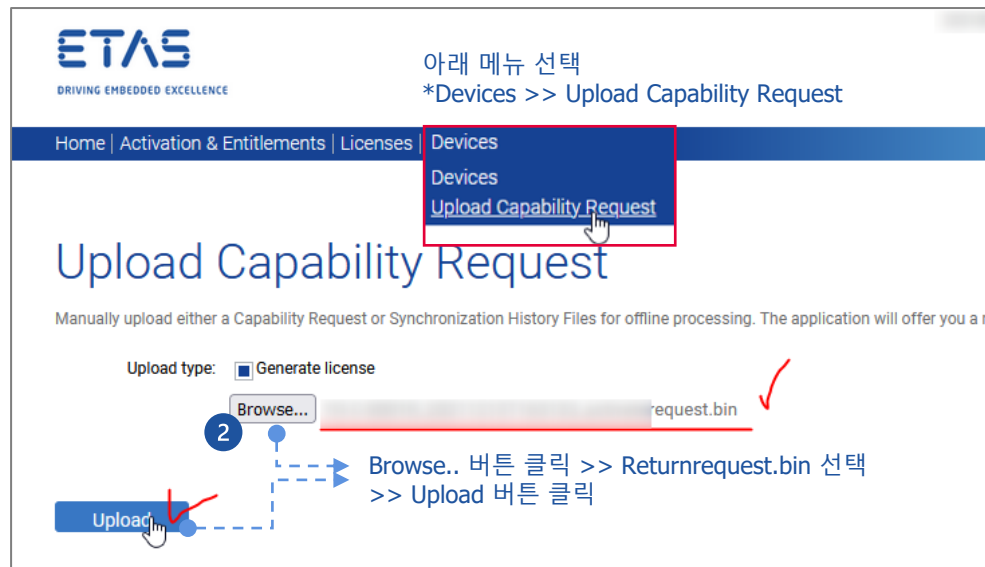 ETAS
DRIVING EMBEDDED EXCELLENCE
아래 메뉴 선택
*Devices >> Upload Capability Request
Home | Activation & Entitlements | Licenses | Devices
Devices
Upload Capability Request
Upload Capability Request
Manually upload either a Capability Request or Synchronization History Files for offline processing. The application will offer you a
Upload type: Generate license
Browse... request.bin
2
Browse.. 버튼 클릭 >> Returnrequest.bin 선택
>> Upload 버튼 클릭
Upload